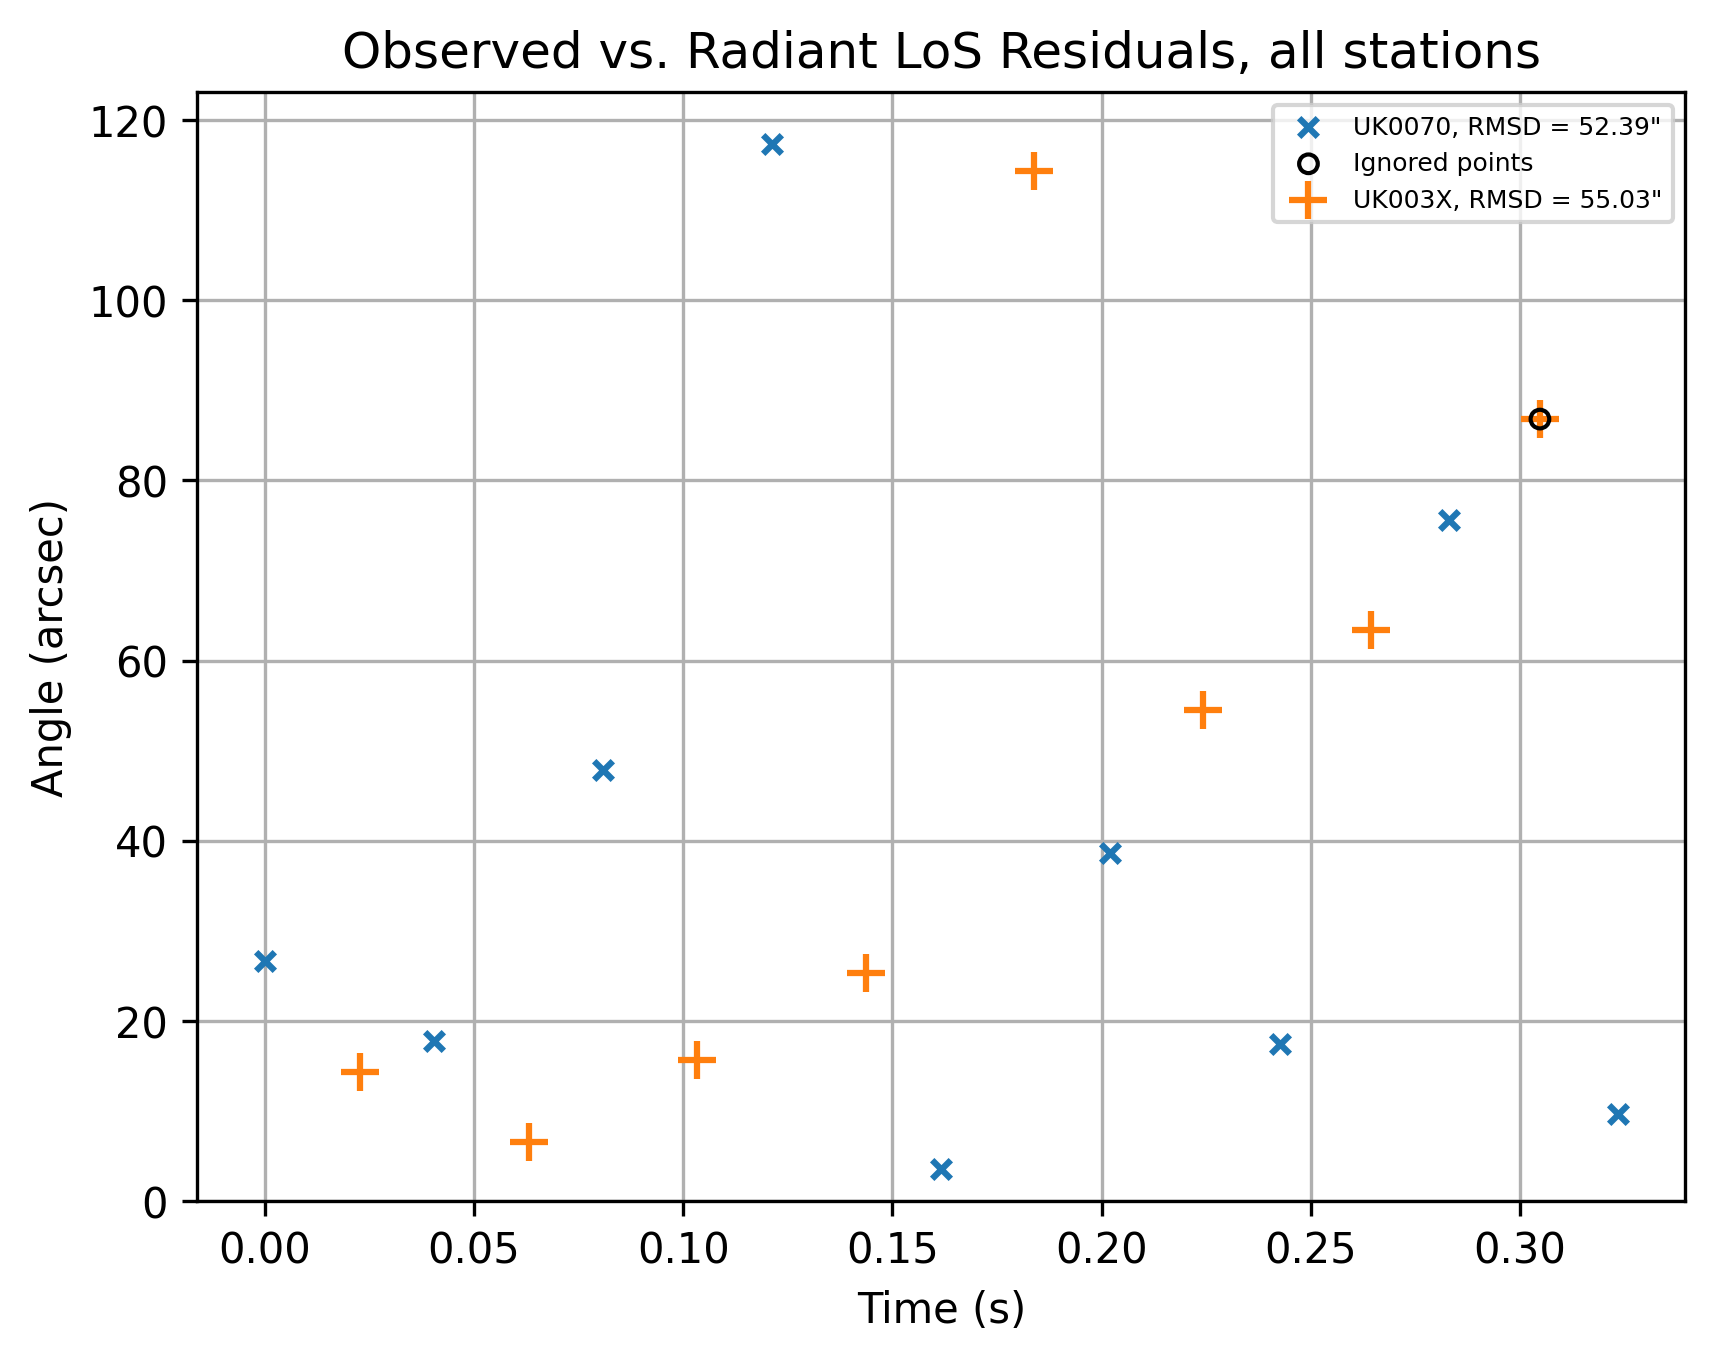 Observed vs. Radiant LoS Residuals, all stations
UK0070, RMSD = 52.39"
Ignored points
UK003X, RMSD = 55.03"
120
100
80
60
40
20
0
Angle (arcsec)
0.00 0.05 0.10 0.15 0.20 0.25 0.30
Time (s)